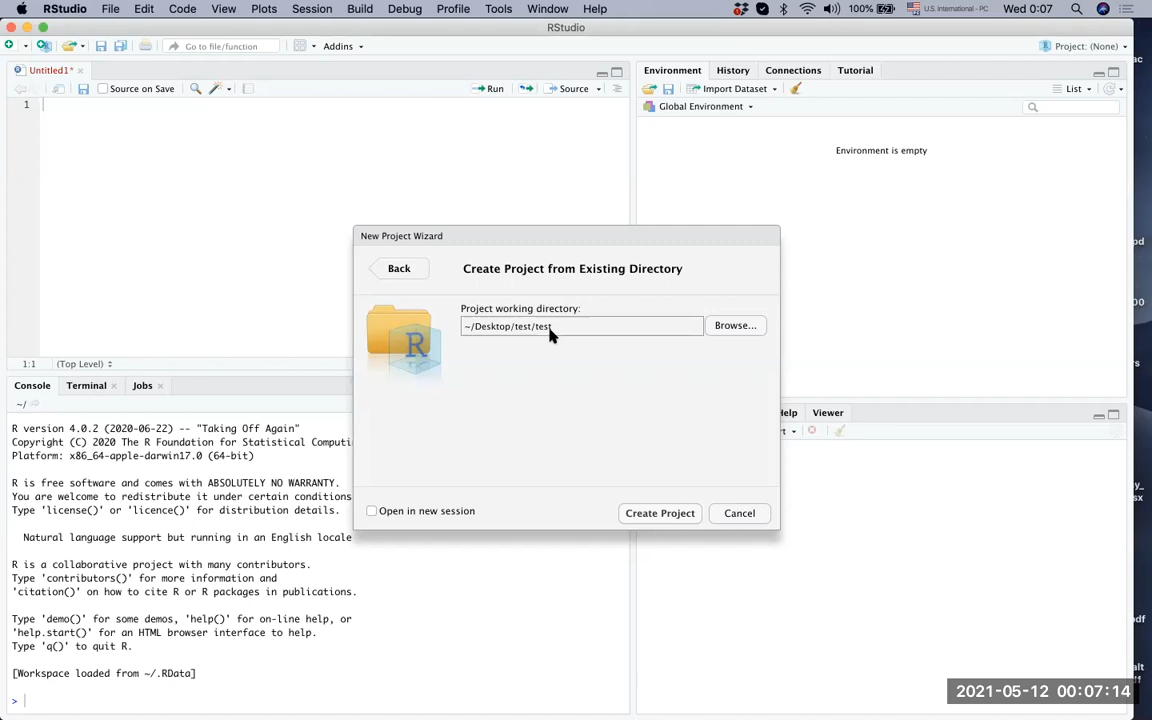 RStudio File Edit Code View Plots Session Build Debug Profile Tools Window Help 100% U.S. International - PC Wed 0:07
RStudio
Go to file/function Addins Project: (None)
Untitled1*
Source on Save Run Source
1
1:1 (Top Level)
Environment History Connections Tutorial
Import Dataset List
Global Environment
Environment is empty
New Project Wizard
Back
Create Project from Existing Directory
Project working directory:
~/Desktop/test/test
Browse...
R
Open in new session
Create Project
Cancel
Console Terminal Jobs
~/
R version 4.0.2 (2020-06-22) -- "Taking Off Again"
Copyright (C) 2020 The R Foundation for Statistical Computi
Platform: x86_64-apple-darwin17.0 (64-bit)
R is free software and comes with ABSOLUTELY NO WARRANTY.
You are welcome to redistribute it under certain conditions
Type 'license()' or 'licence()' for distribution details.
Natural language support but running in an English locale
R is a collaborative project with many contributors.
Type 'contributors()' for more information and
'citation()' on how to cite R or R packages in publications.
Type 'demo()' for some demos, 'help()' for on-line help, or
'help.start()' for an HTML browser interface to help.
Type 'q()' to quit R.
[Workspace loaded from ~/.RData]
>
Help Viewer
2021-05-12 00:07:14